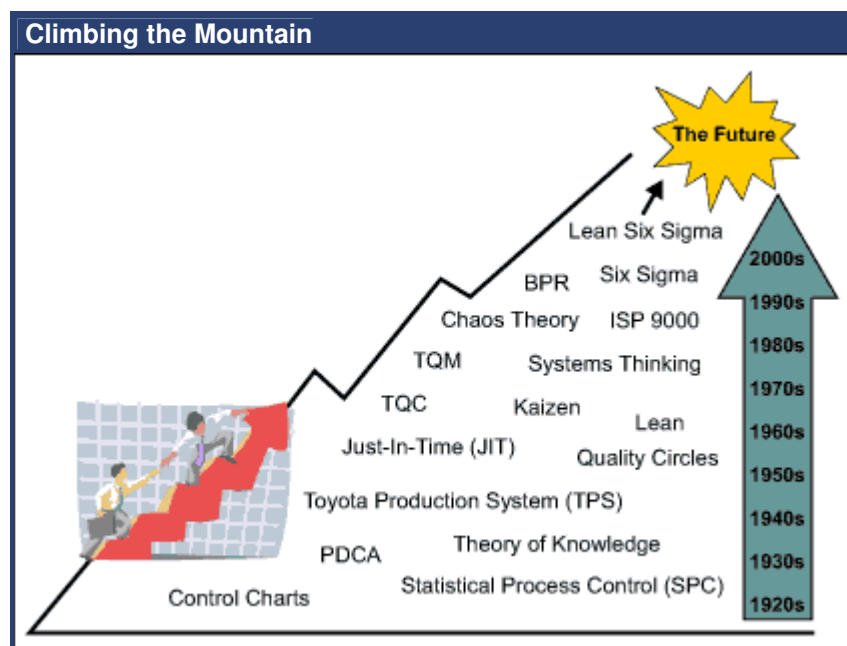 Climbing the Mountain
The Future
Lean Six Sigma
2000s
BPR
Six Sigma
1990s
Chaos Theory
ISP 9000
1980s
TQM
Systems Thinking
1970s
TQC
Kaizen
Lean
1960s
Just-In-Time (JIT)
Quality Circles
1950s
Toyota Production System (TPS)
1940s
PDCA
Theory of Knowledge
1930s
Control Charts
Statistical Process Control (SPC)
1920s